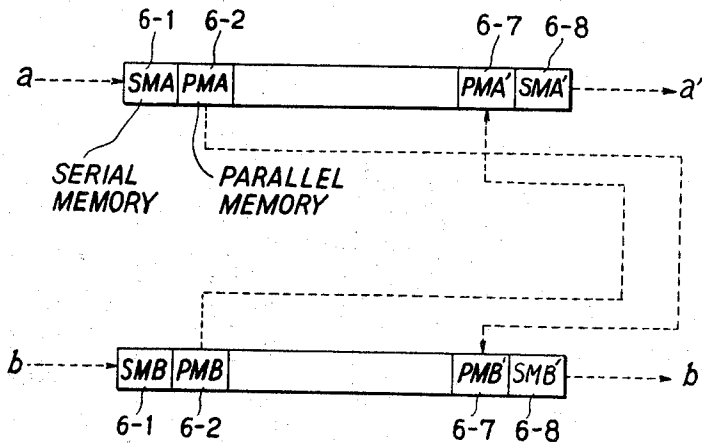 6-1 6-2 6-7 6-8
a SMA PMA PMA' SMA' a'
SERIAL MEMORY
PARALLEL MEMORY
b SMB PMB PMB' SMB' b
6-1 6-2 6-7 6-8